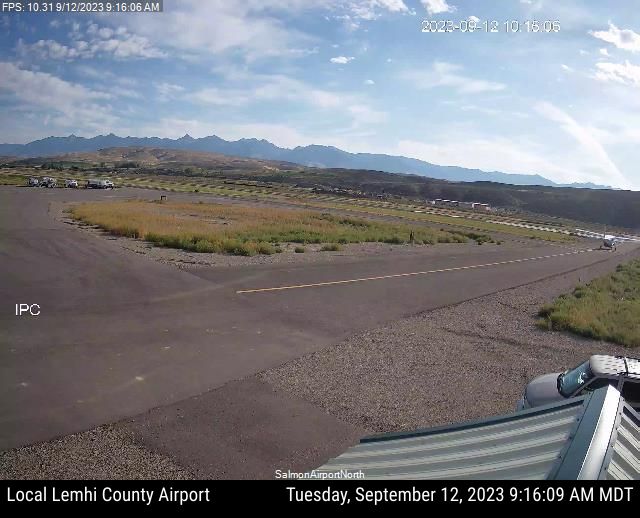 FPS: 10.31 9/12/2023 9:16:06 AM
2023-09-12 10:15:05
IPC
SalmonAirportNorth
Local Lemhi County Airport
Tuesday, September 12, 2023 9:16:09 AM MDT